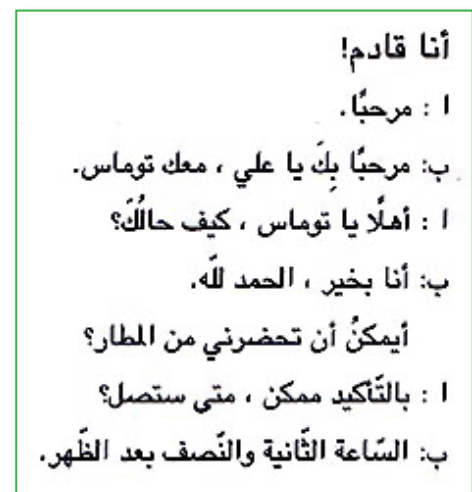 أنا قادم!
ا : مرحبًا.
ب: مرحبًا بِكَ يا علي ، معك توماس.
ا : أهلًا يا توماس ، كيف حالُكَ؟
ب: أنا بخير ، الحمد للّه.
أيمكنُ أن تحضرني من المطار؟
ا : بالتّأكيد ممكن ، متى ستصل؟
ب: السّاعة الثّانية والنّصف بعد الظّهر.